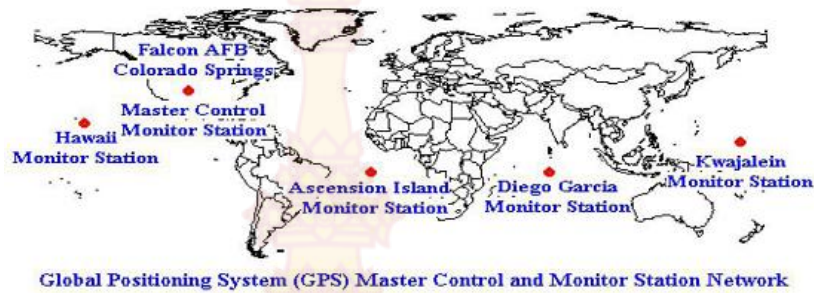 Falcon AFB
Colorado Springs
Master Control
Monitor Station
Hawaii
Monitor Station
Ascension Island
Monitor Station
Diego Garcia
Monitor Station
Kwajalein
Monitor Station
Global Positioning System (GPS) Master Control and Monitor Station Network